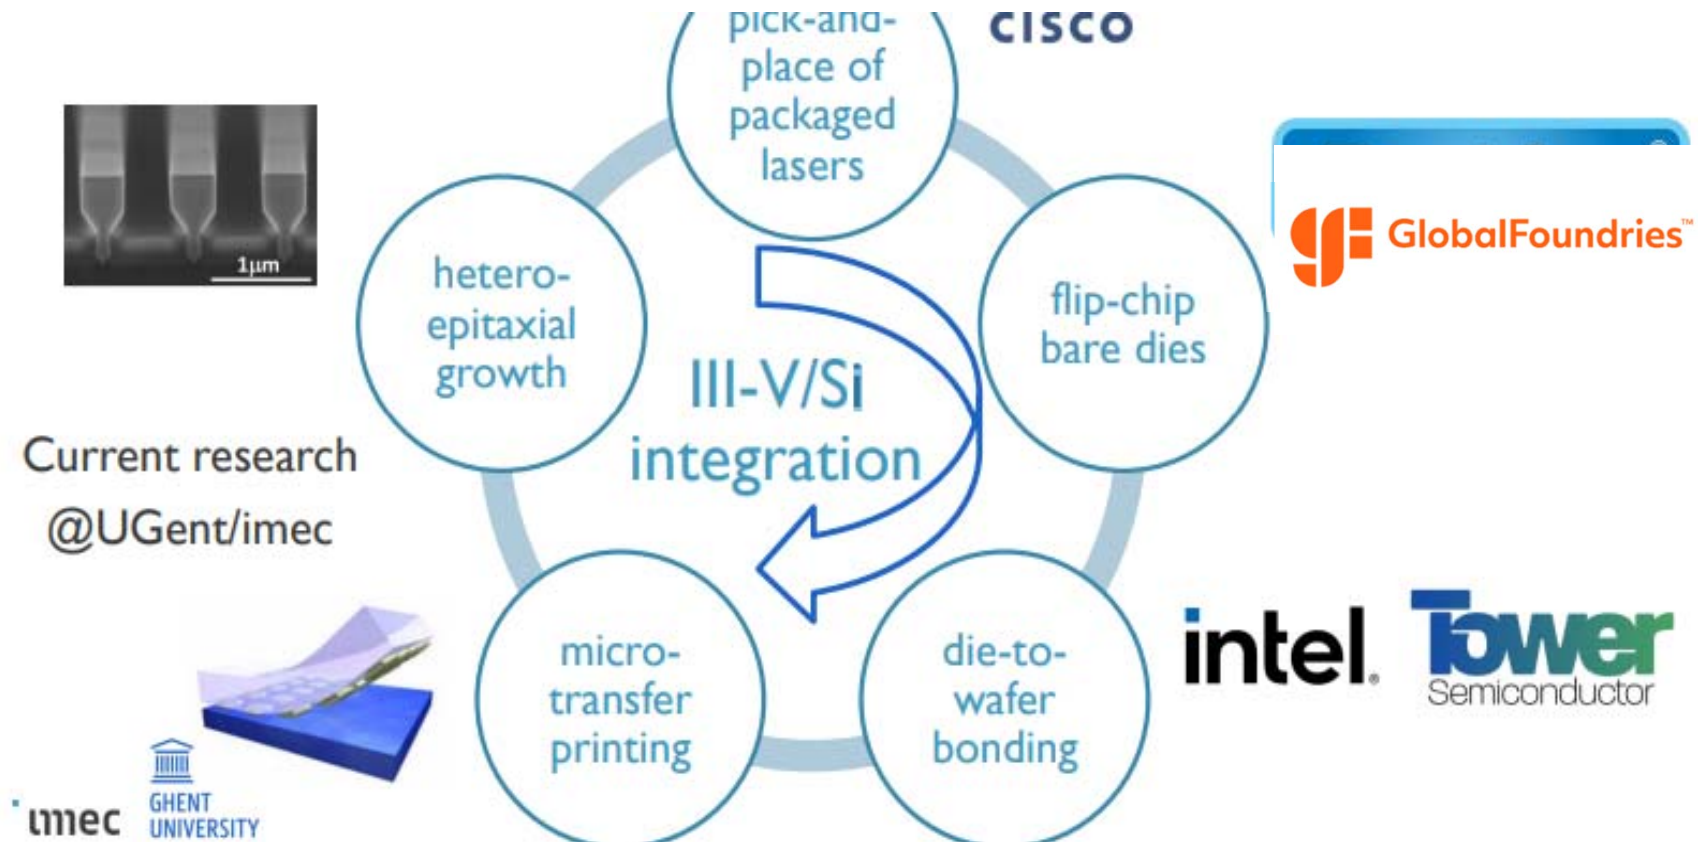 pick-and-
place of
packaged
lasers
cisco
GlobalFoundries™
1μm
hetero-
epitaxial
growth
flip-chip
bare dies
III-V/Si
integration
Current research
@UGent/imec
micro-
transfer
printing
die-to-
wafer
bonding
intel®
Tower
Semiconductor
imec
GHENT
UNIVERSITY